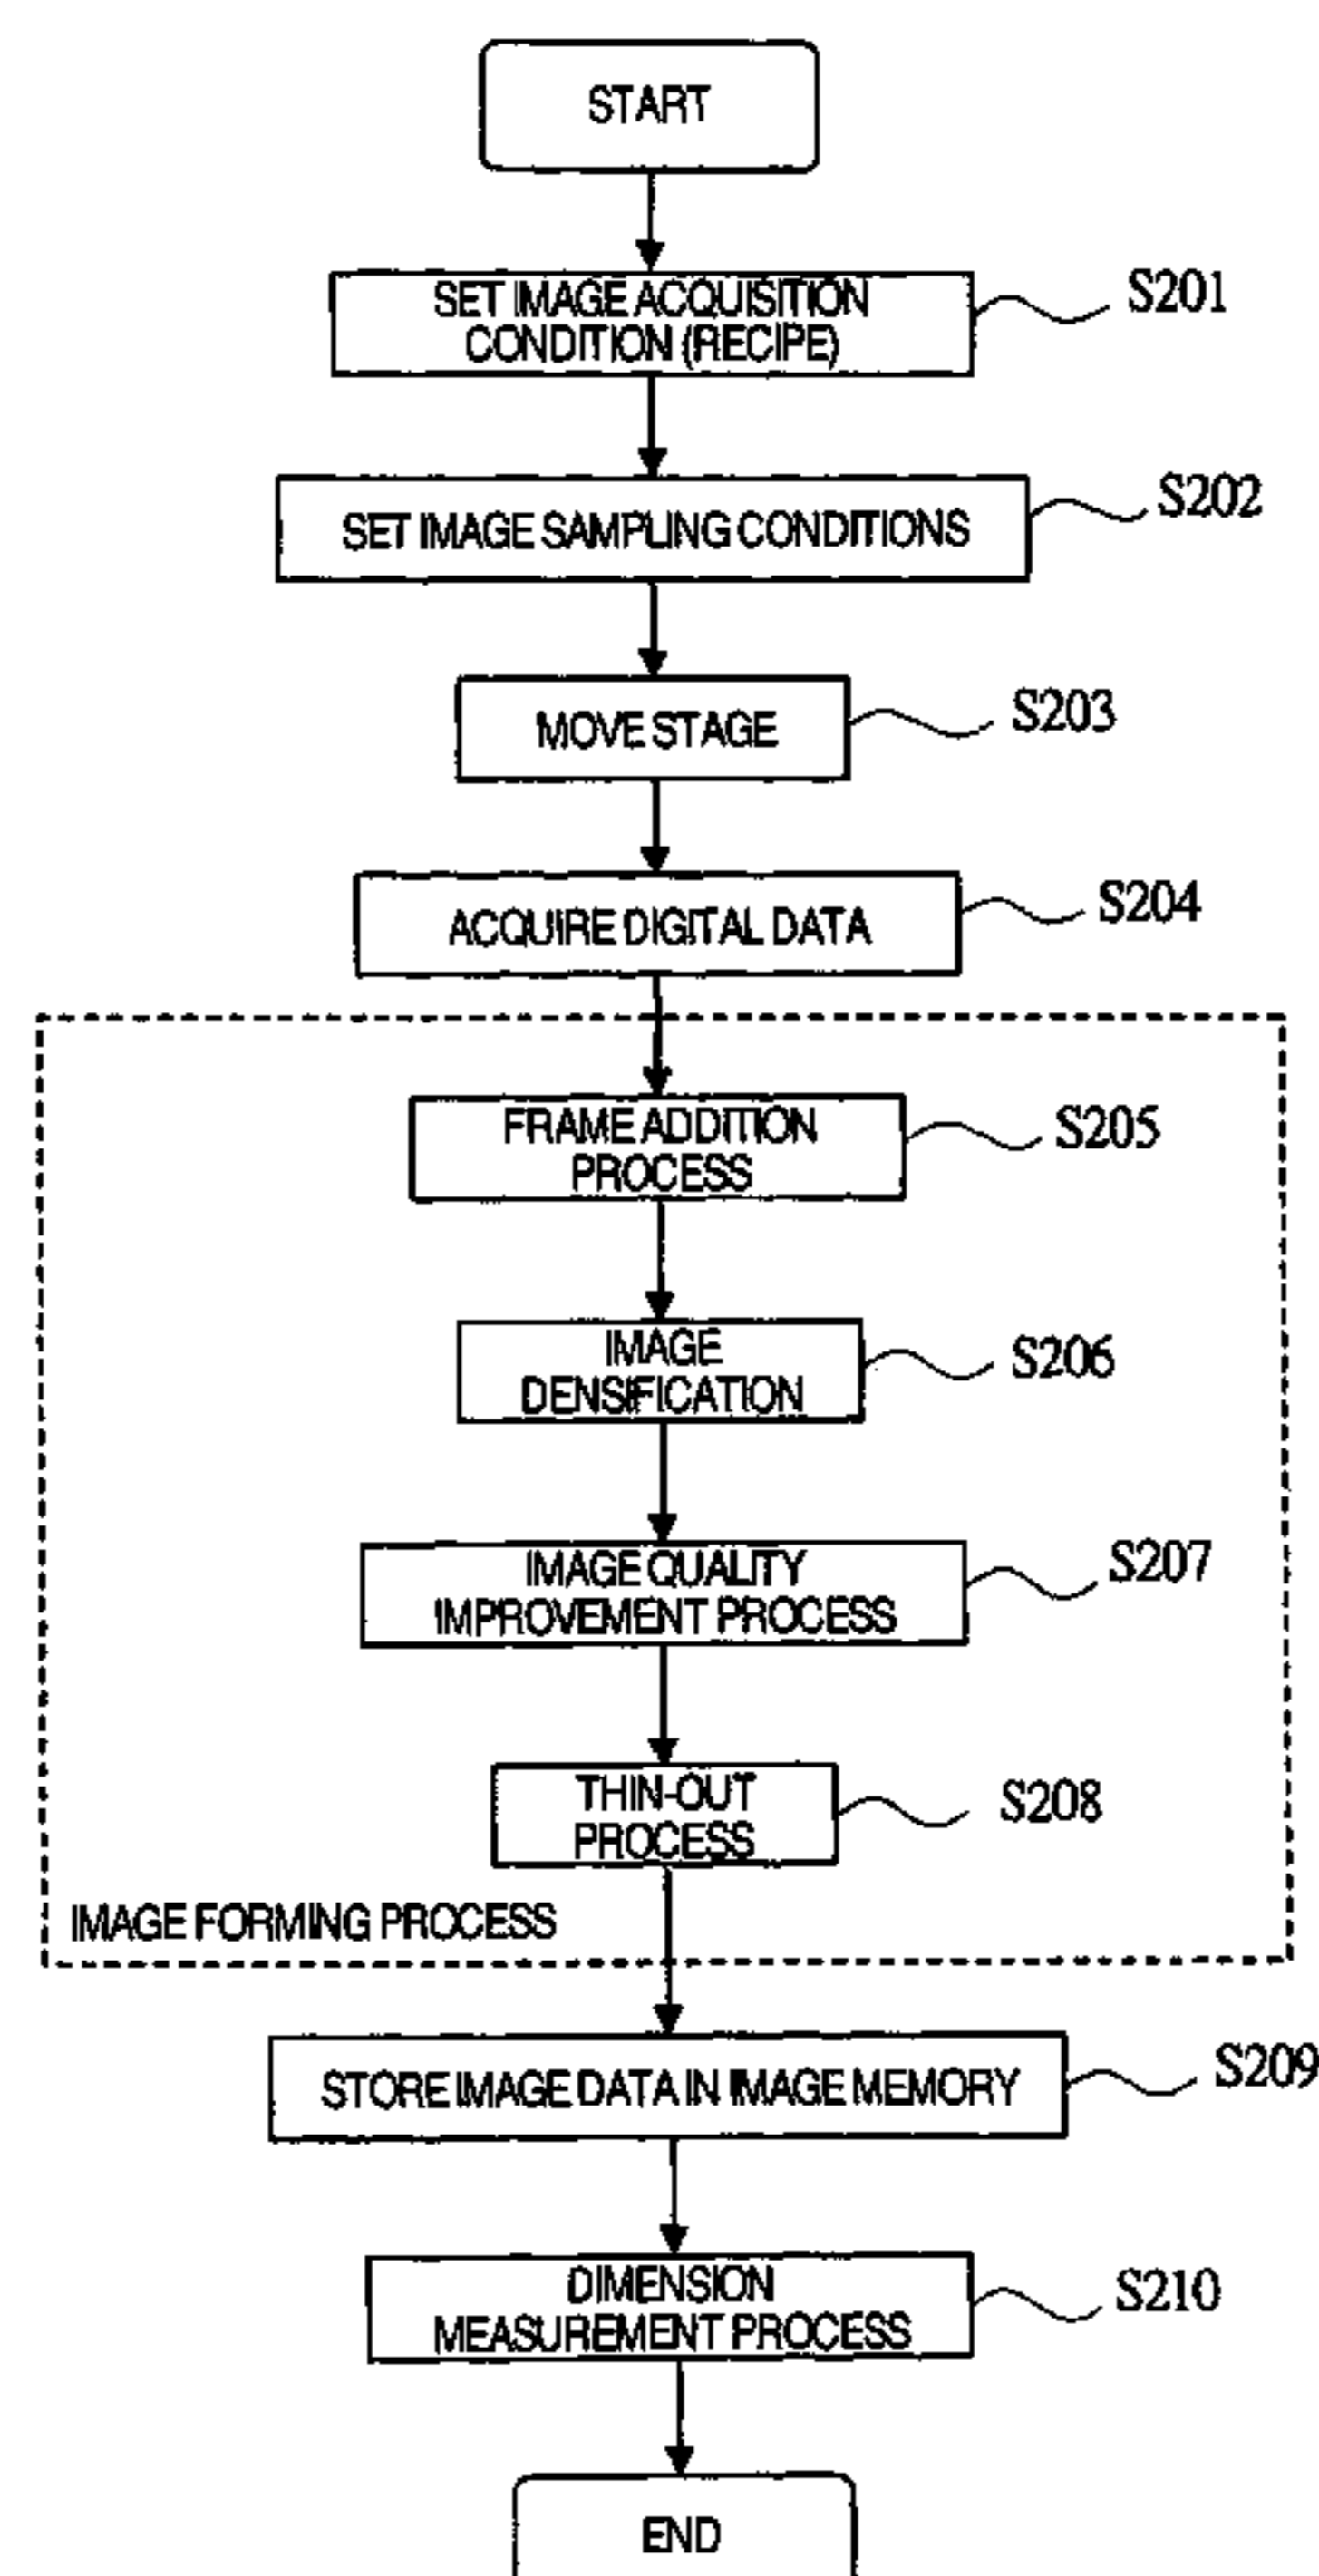 START
SET IMAGE ACQUISITION
CONDITION (RECIPE)
S201
SET IMAGE SAMPLING CONDITIONS
S202
MOVE STAGE
S203
ACQUIRE DIGITAL DATA
S204
FRAME ADDITION
PROCESS
S205
IMAGE
DENSIFICATION
S206
IMAGE QUALITY
IMPROVEMENT PROCESS
S207
THIN-OUT
PROCESS
S208
IMAGE FORMING PROCESS
STORE IMAGE DATA IN IMAGE MEMORY
S209
DIMENSION
MEASUREMENT PROCESS
S210
END